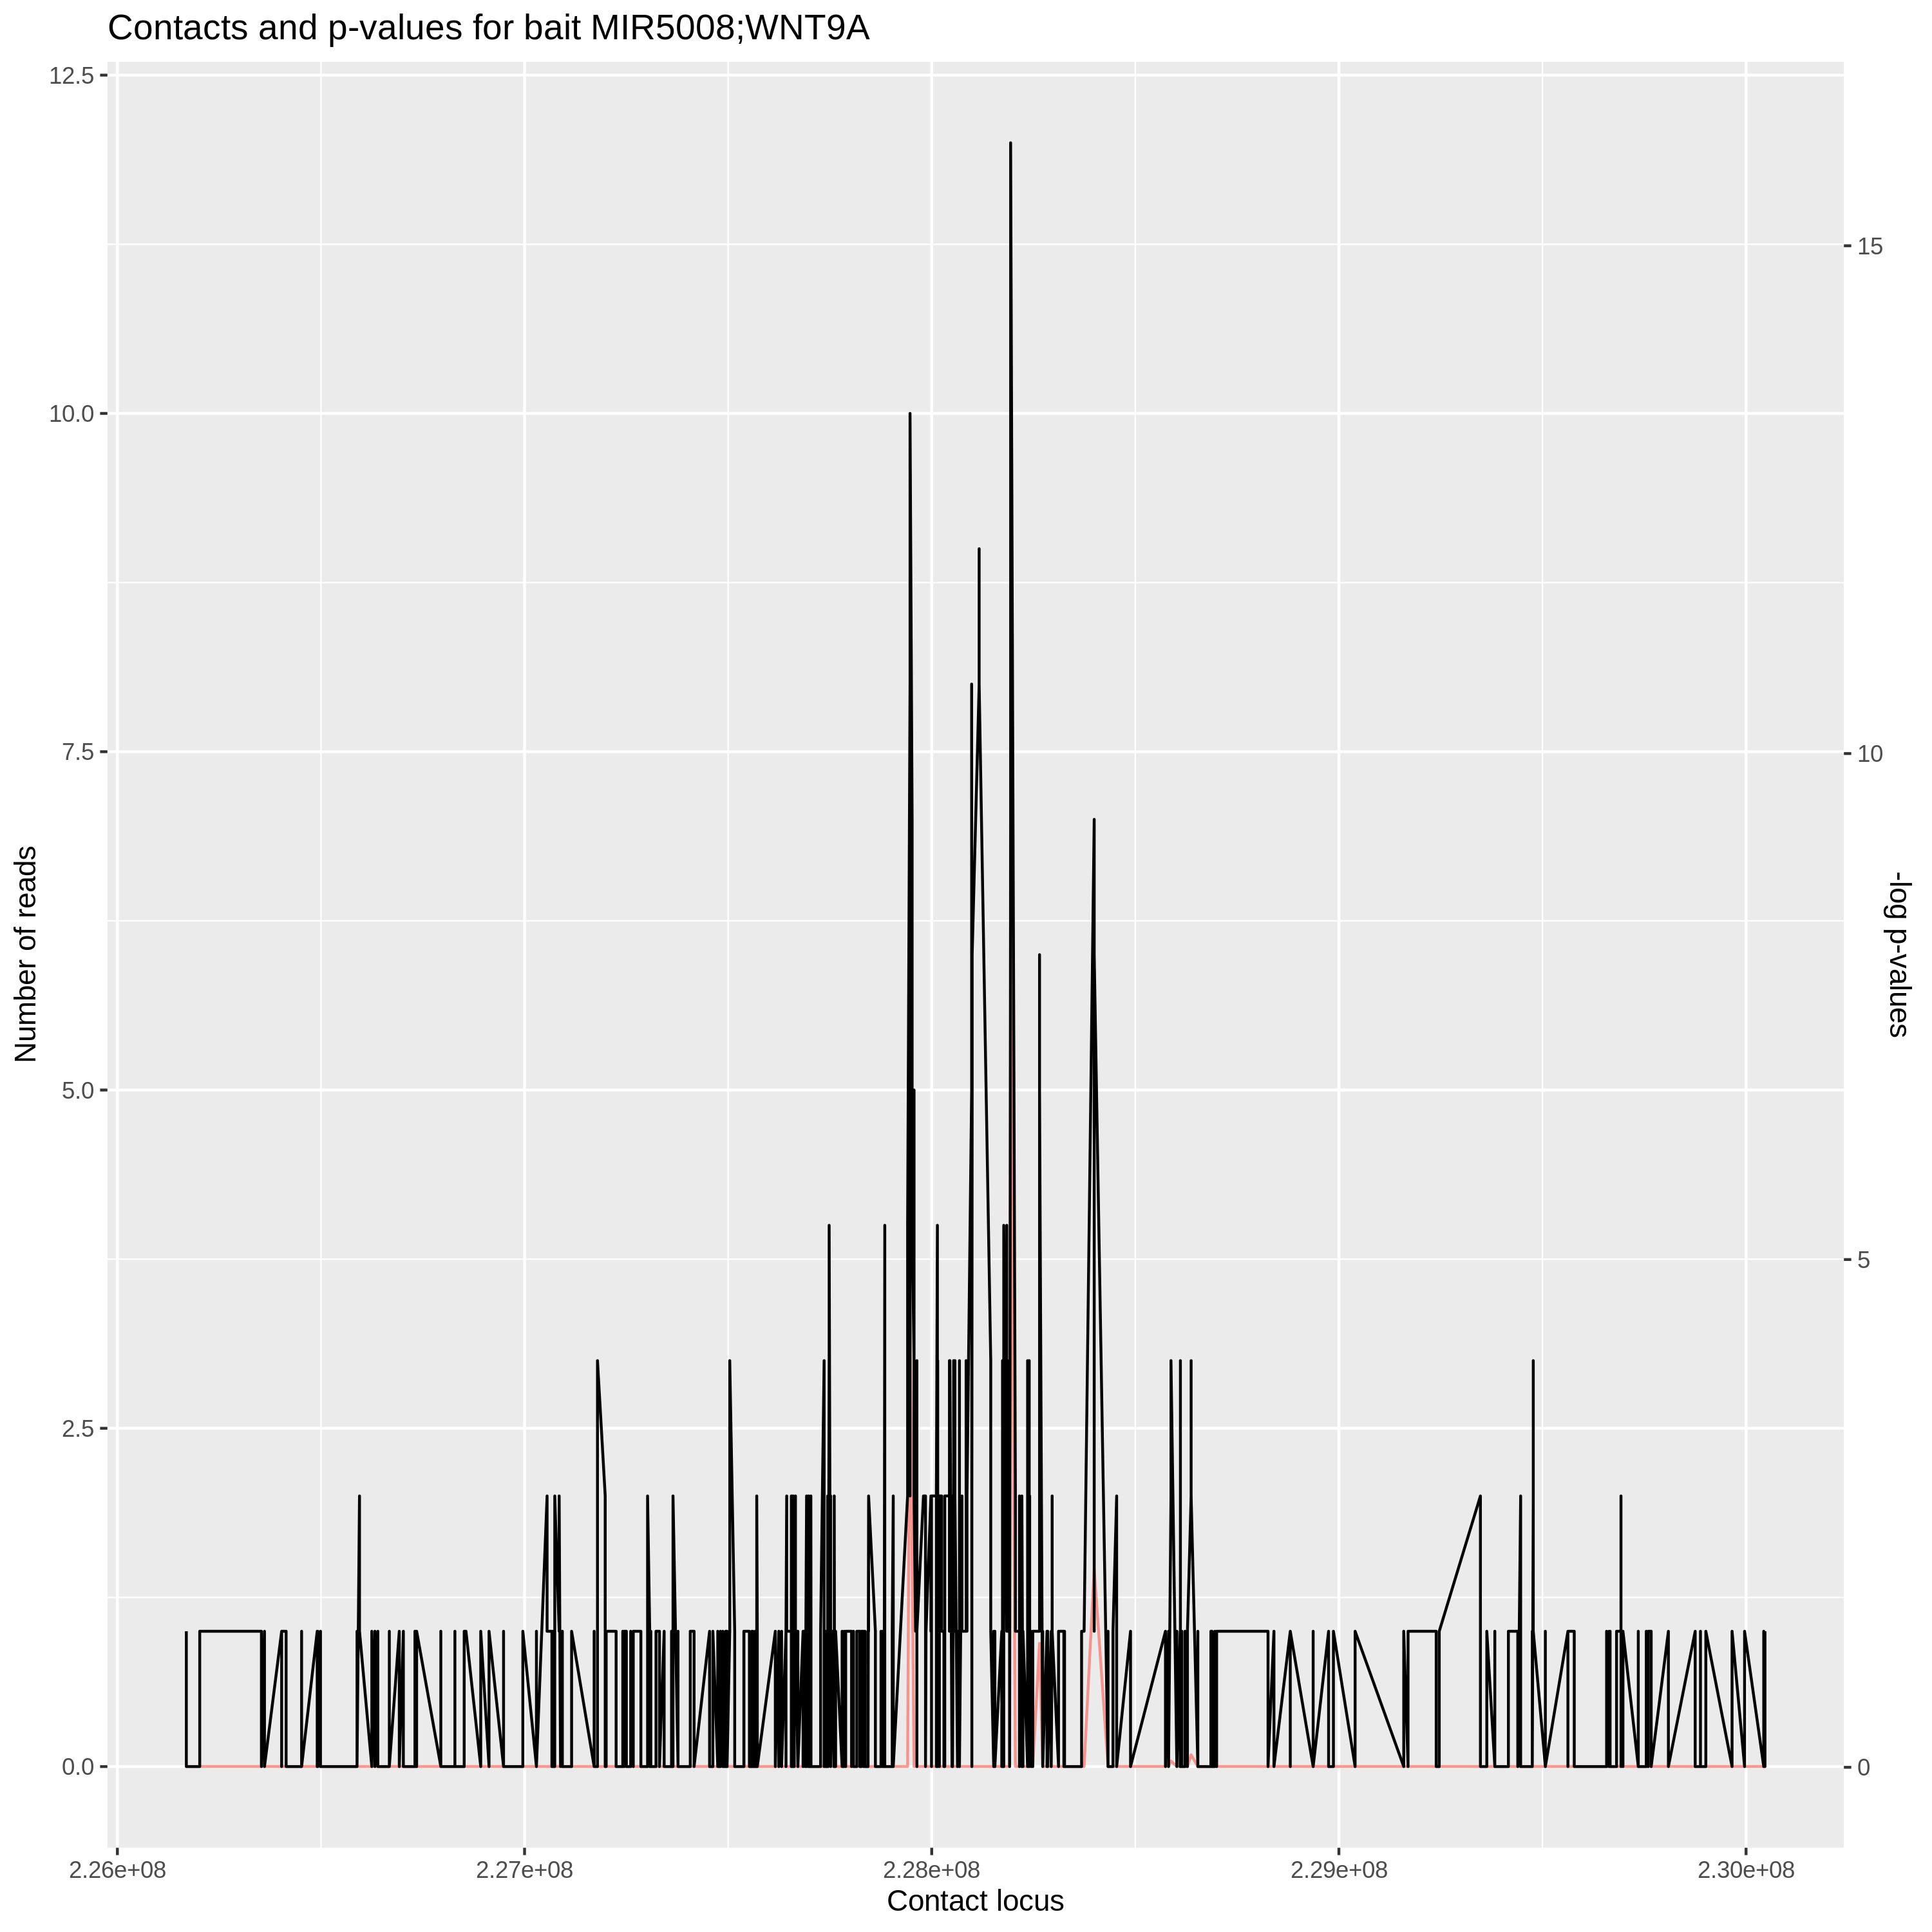 Contacts and p-values for bait MIR5008;WNT9A
12.5
10.0
7.5
5.0
2.5
0.0
Number of reads
15
10
5
0
-log p-values
2.26e+08
2.27e+08
2.28e+08
2.29e+08
2.30e+08
Contact locus